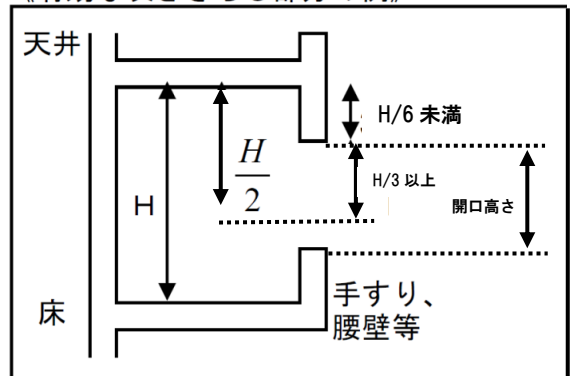 天井
H/6 未満
H/2
H/3 以上
H
開口高さ
床
手すり、
腰壁等